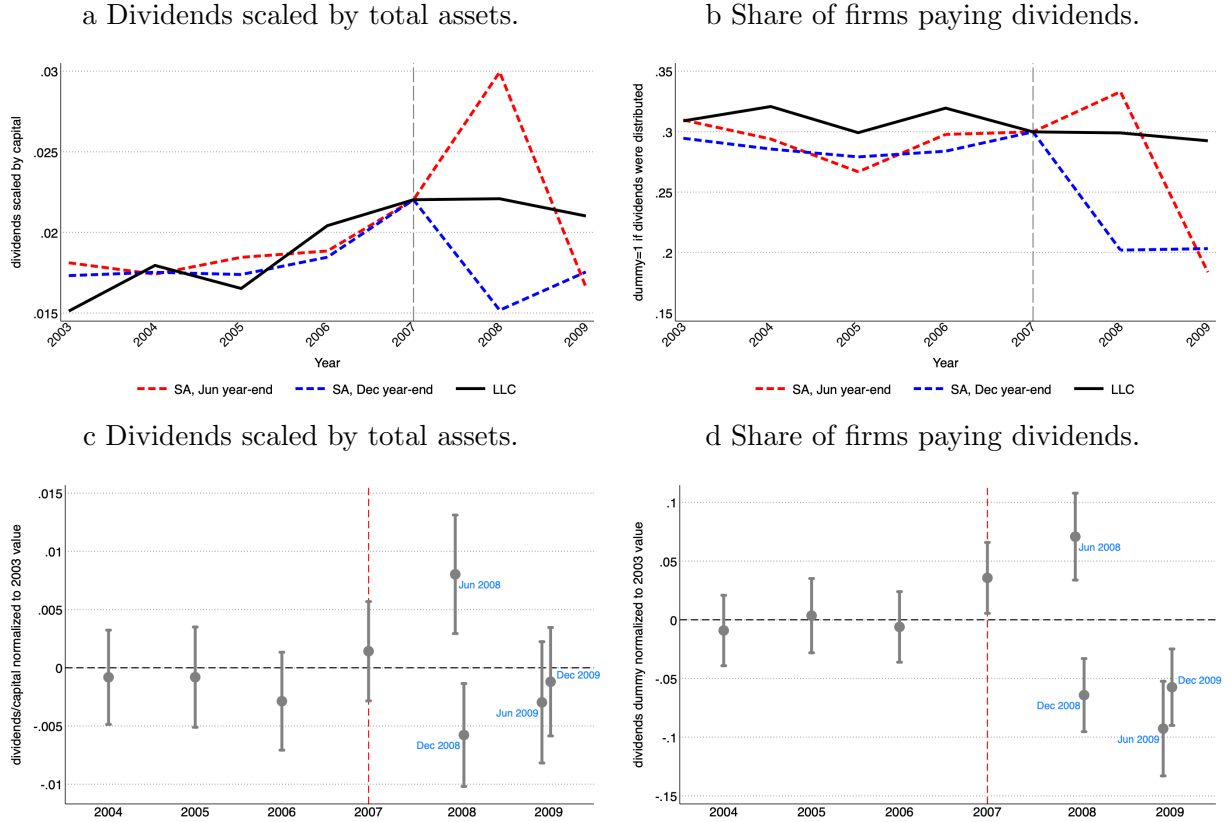 a Dividends scaled by total assets.
dividends scaled by capital
.03
.025
.02
.015
2003 2004 2005 2006 2007 2008 2009
Year
SA, Jun year-end SA, Dec year-end LLC
b Share of firms paying dividends.
dummy=1 if dividends were distributed
.35
.3
.25
.2
.15
2003 2004 2005 2006 2007 2008 2009
Year
SA, Jun year-end SA, Dec year-end LLC
c Dividends scaled by total assets.
dividends/capital normalized to 2003 value
.015
.01
.005
0
-.005
-.01
Jun 2008
Dec 2008
Jun 2009
Dec 2009
2004 2005 2006 2007 2008 2009
d Share of firms paying dividends.
dividends dummy normalized to 2003 value
.1
.05
0
-.05
-.1
-.15
Jun 2008
Dec 2008
Jun 2009
Dec 2009
2004 2005 2006 2007 2008 2009